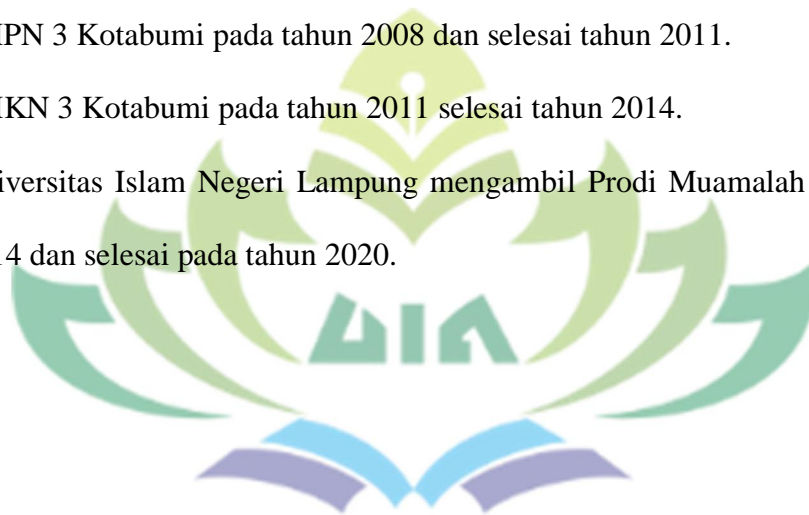 IPN 3 Kotabumi pada tahun 2008 dan selesai tahun 2011.
IKN 3 Kotabumi pada tahun 2011 selesai tahun 2014.
iversitas Islam Negeri Lampung mengambil Prodi Muamalah
14 dan selesai pada tahun 2020.
UIN